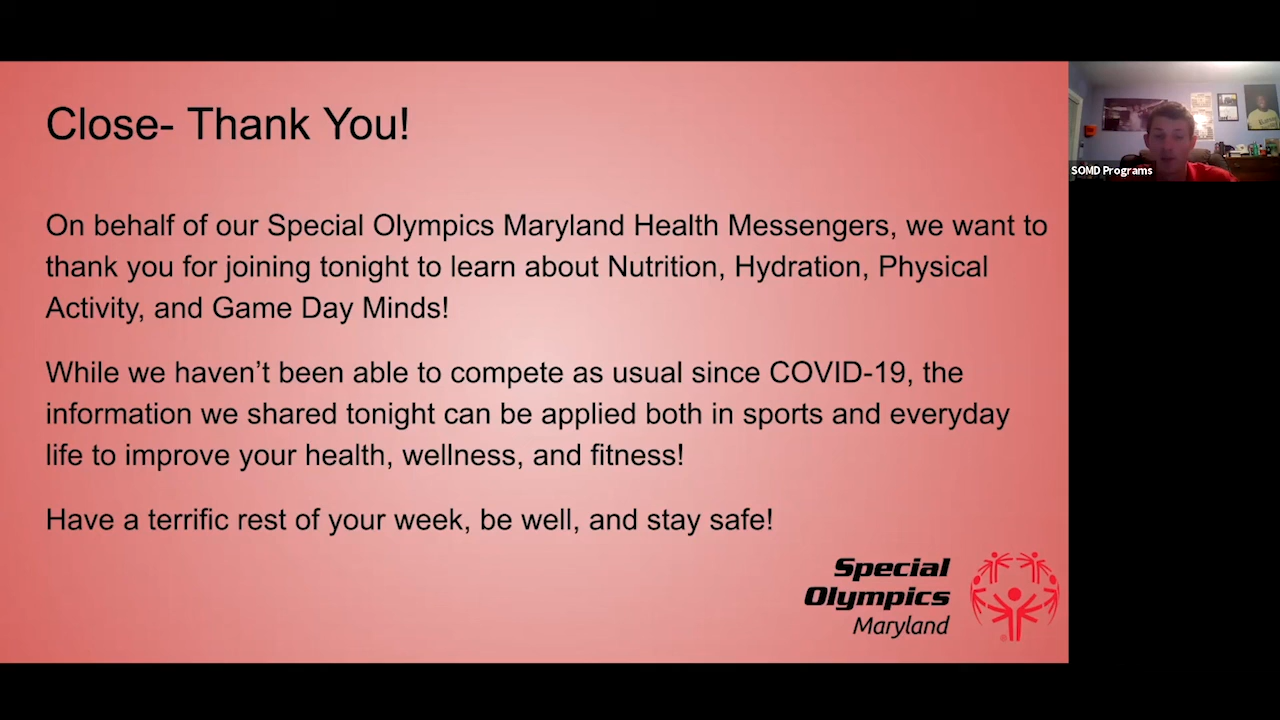 Close- Thank You!
SOMD Programs
On behalf of our Special Olympics Maryland Health Messengers, we want to
thank you for joining tonight to learn about Nutrition, Hydration, Physical
Activity, and Game Day Minds!
While we haven’t been able to compete as usual since COVID-19, the
information we shared tonight can be applied both in sports and everyday
life to improve your health, wellness, and fitness!
Have a terrific rest of your week, be well, and stay safe!
Special
Olympics
Maryland